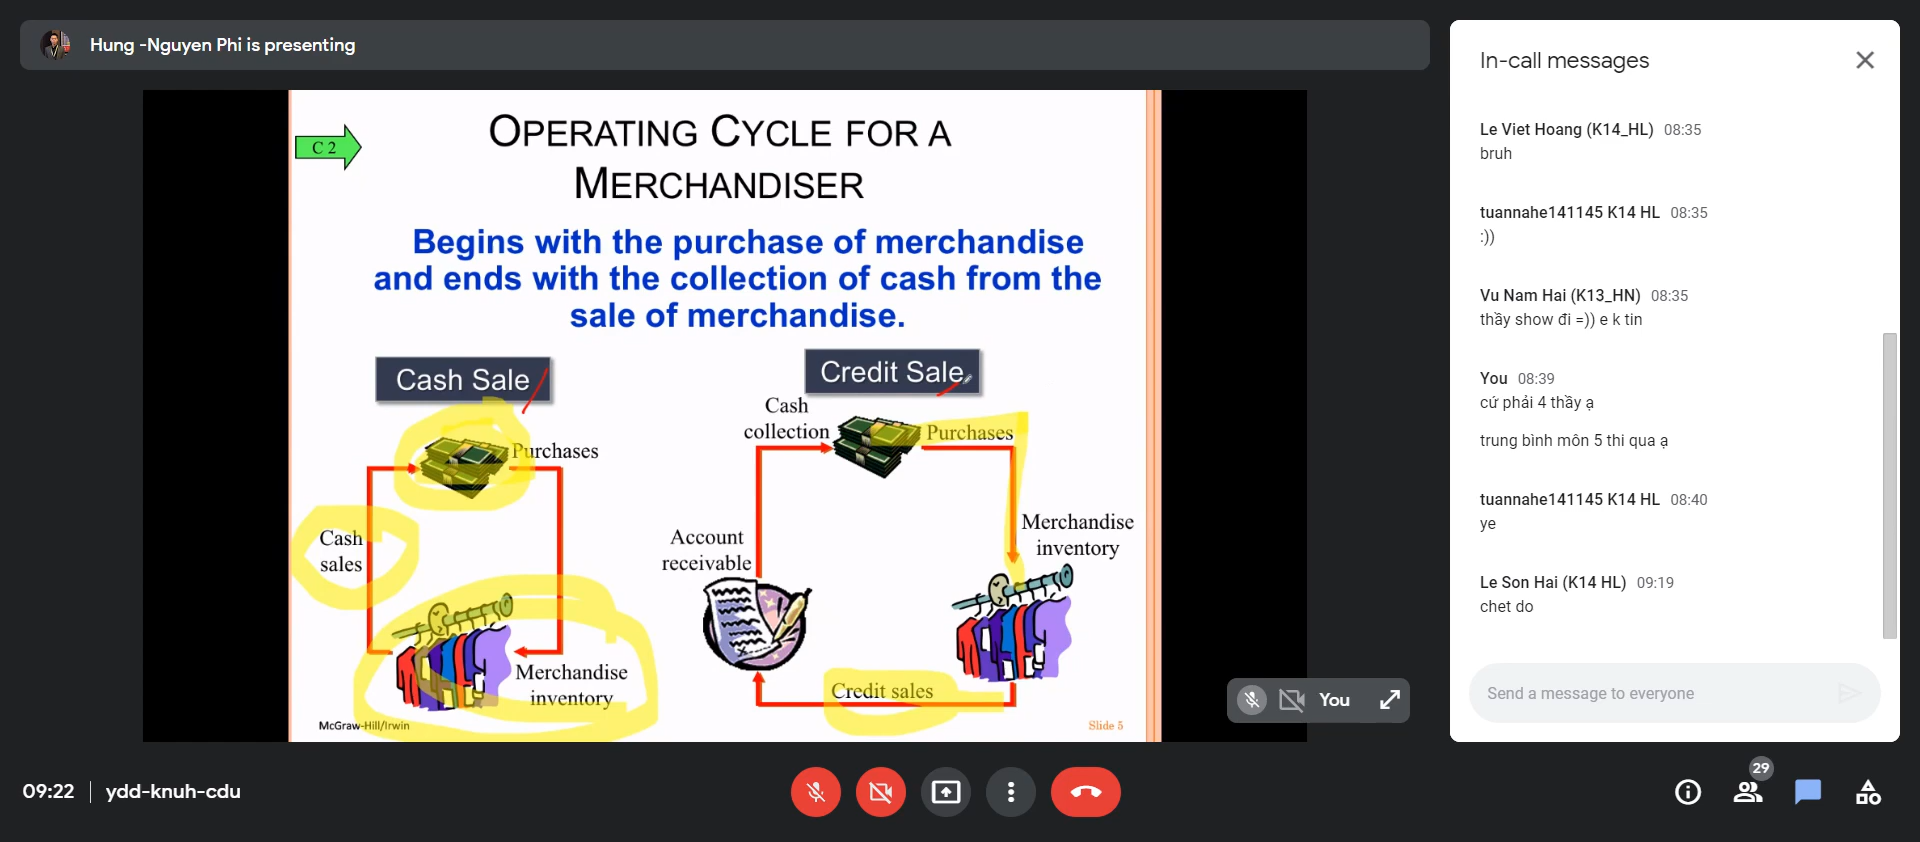 Hung -Nguyen Phi is presenting
C 2
OPERATING CYCLE FOR A
MERCHANDISER
Begins with the purchase of merchandise
and ends with the collection of cash from the
sale of merchandise.
Cash Sale
Purchases
Cash
sales
Merchandise
inventory
McGraw-Hill/Irwin
Credit Sale
Cash
collection
Purchases
Account
receivable
Merchandise
inventory
Credit sales
Slide 5
You
In-call messages
Le Viet Hoang (K14_HL) 08:35
bruh
tuannahe141145 K14 HL 08:35
:))
Vu Nam Hai (K13_HN) 08:35
thầy show đi =)) e k tin
You 08:39
cứ phải 4 thầy ạ
trung bình môn 5 thi qua ạ
tuannahe141145 K14 HL 08:40
ye
Le Son Hai (K14 HL) 09:19
chet do
Send a message to everyone
09:22 | ydd-knuh-cdu
29